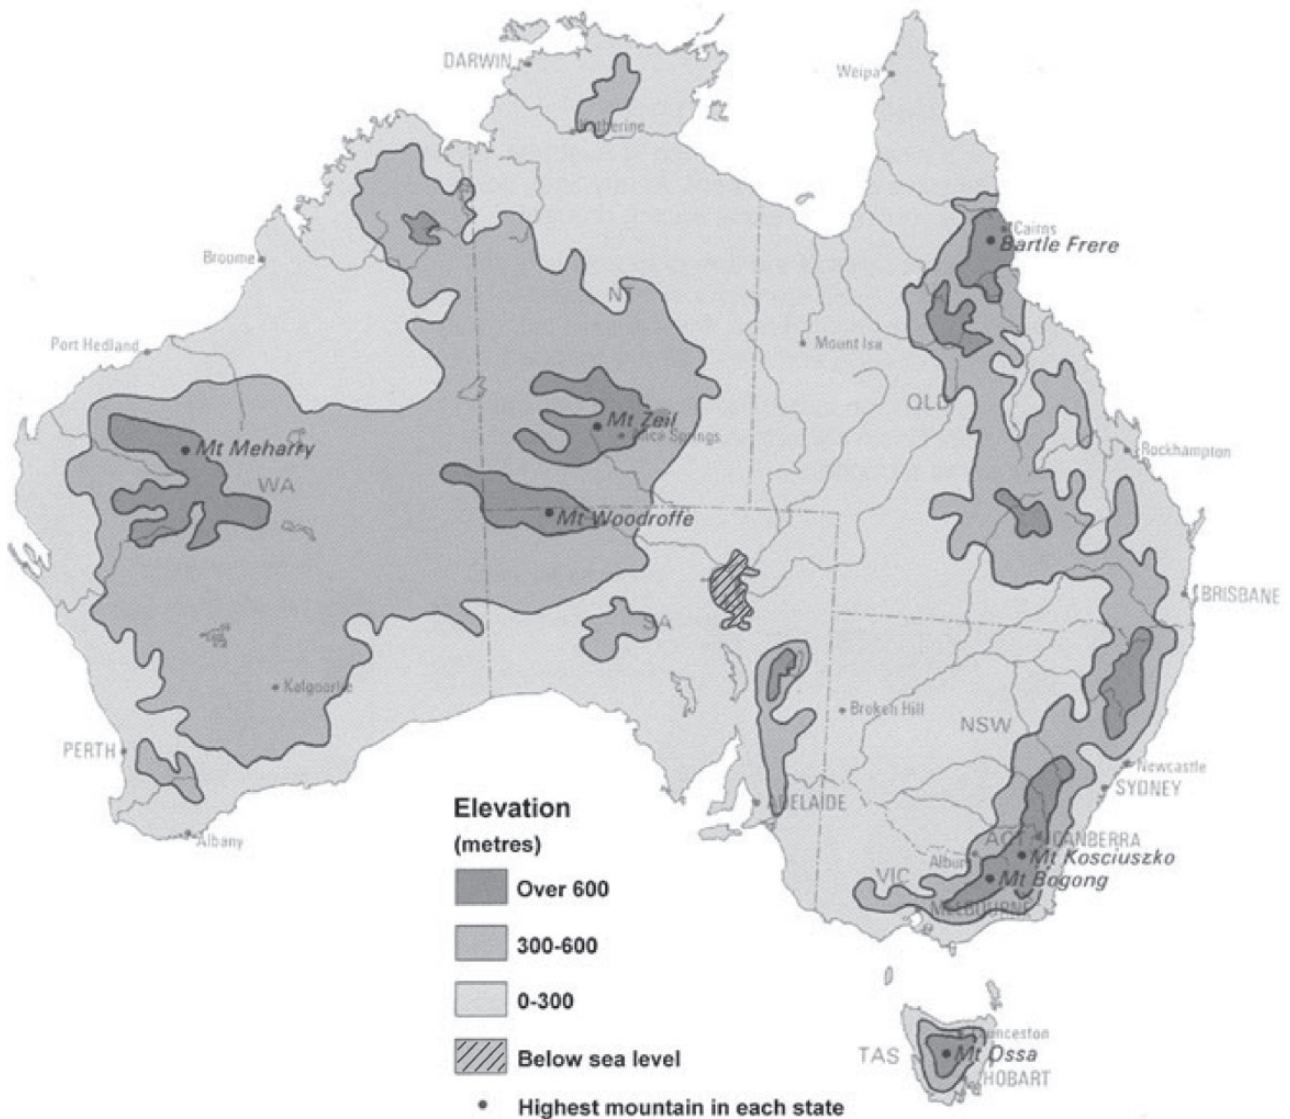 DARWIN
Weipa
Katherine
Cairns
Bartle Frere
Broome
NT
Port Hedland
Mount Isa
Mt Zeil
Alice Springs
QLD
Mt Meharry
Rockhampton
WA
Mt Woodroffe
BRISBANE
SA
Kalgoorlie
Broken Hill
NSW
PERTH
Newcastle
SYDNEY
ADELAIDE
Albany
ACT
CANBERRA
Albury
Mt Kosciuszko
VIC
Mt Bogong
MELBOURNE
Launceston
TAS
Mt Ossa
HOBART
Elevation
(metres)
Over 600
300-600
0-300
Below sea level
Highest mountain in each state